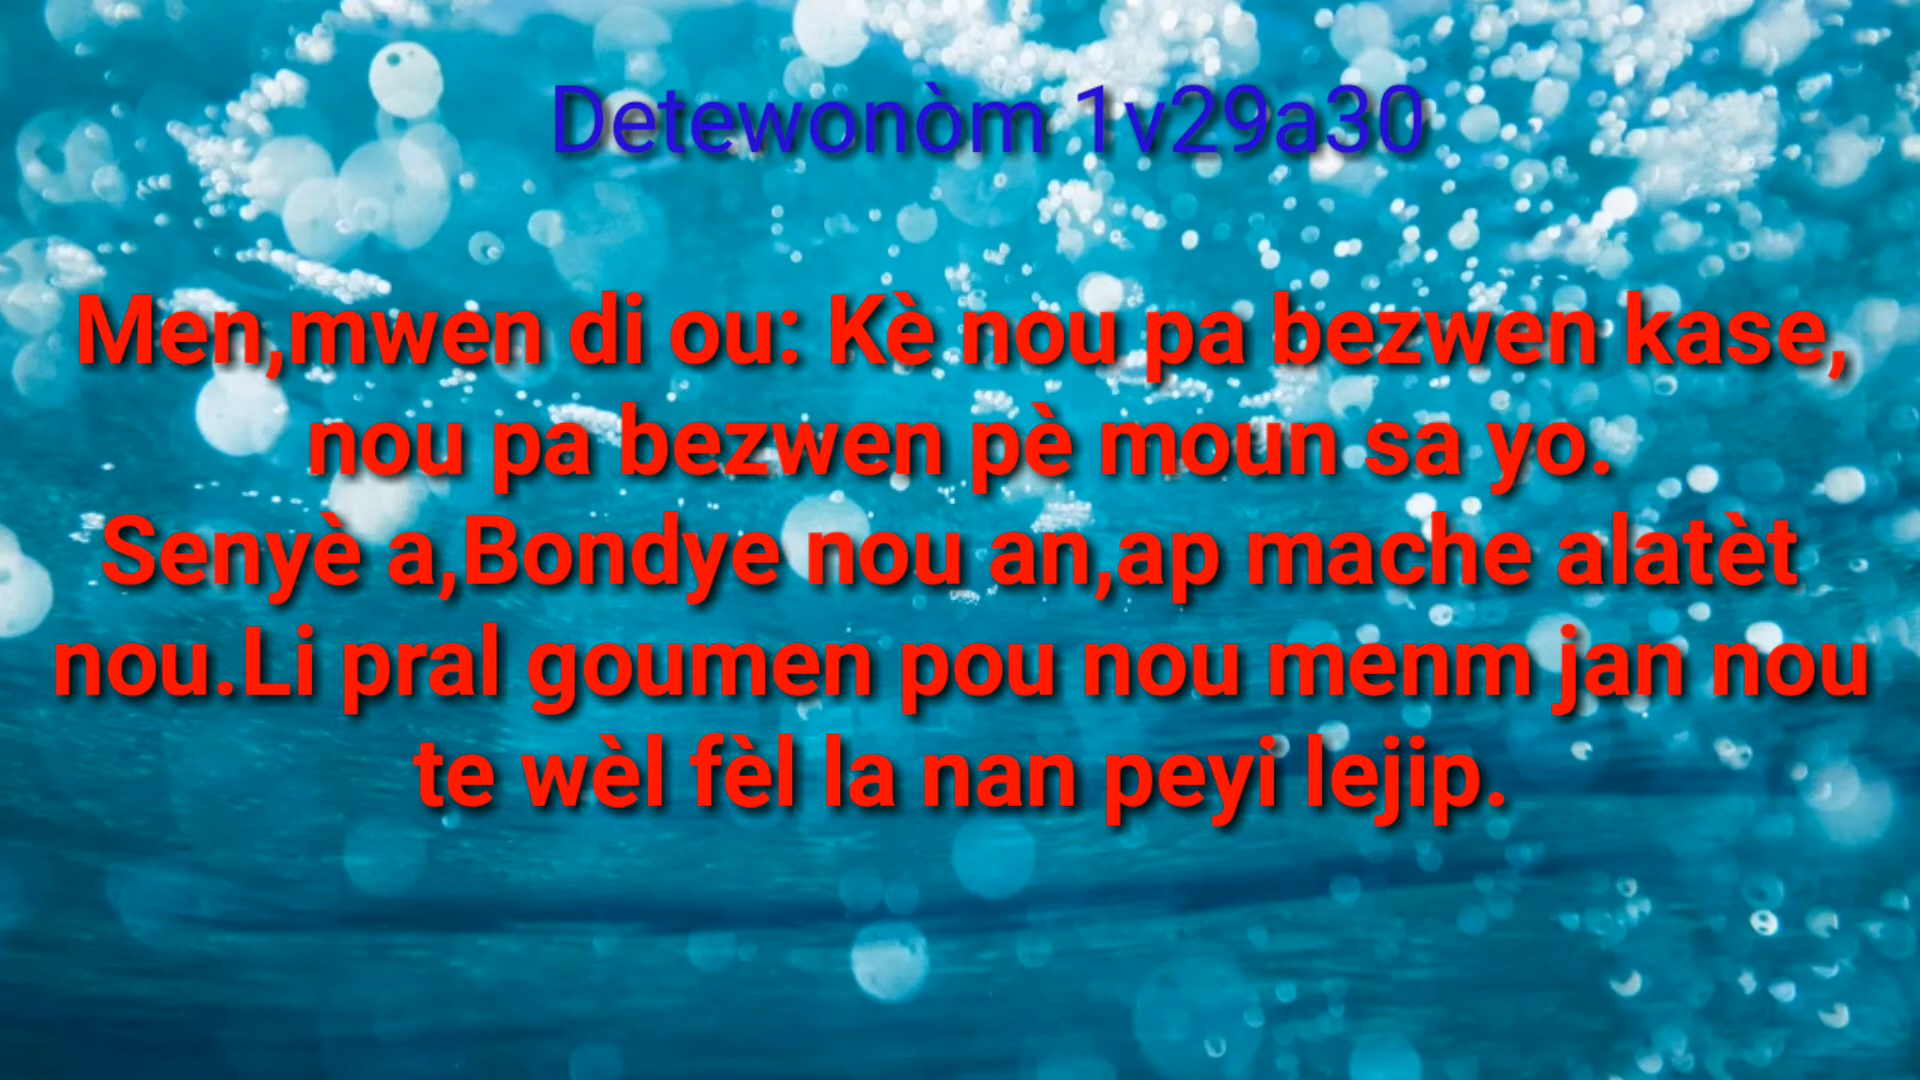 Detewonòm 1v29a30
Men,mwen di ou: Kè nou pa bezwen kase,
nou pa bezwen pè moun sa yo.
Senyè a,Bondye nou an,ap mache alatèt
nou.Li pral goumen pou nou menm jan nou
te wèl fèl la nan peyi lejip.